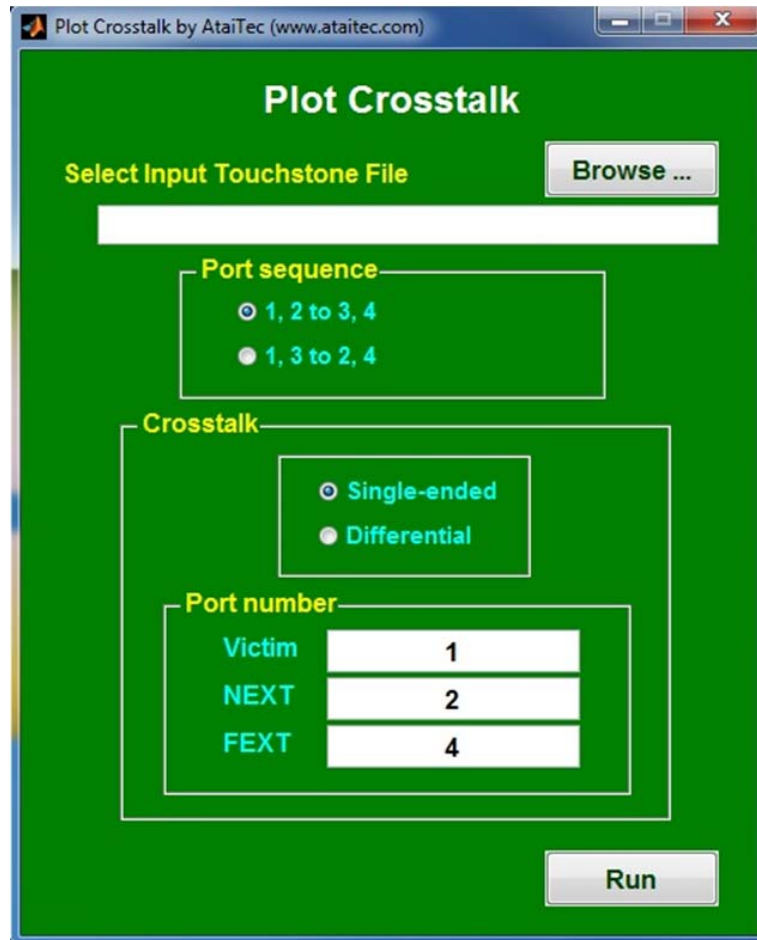 Plot Crosstalk by AtaiTec (www.ataitec.com)
Plot Crosstalk
Select Input Touchstone File
Browse ...
Port sequence
1, 2 to 3, 4
1, 3 to 2, 4
Crosstalk
Single-ended
Differential
Port number
Victim 1
NEXT 2
FEXT 4
Run